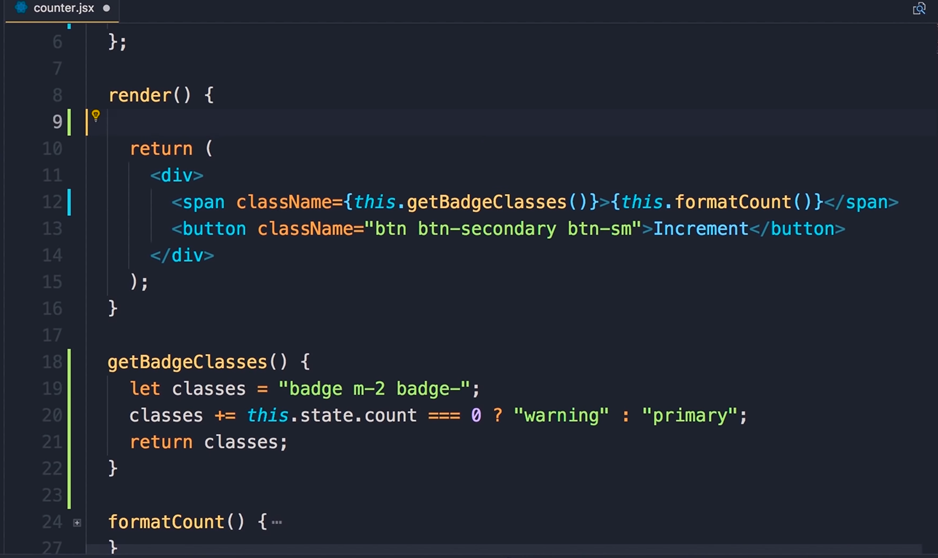 counter.jsx
6 };
7
8 render() {
9
10 return (
11 <div>
12 <span className={this.getBadgeClasses()}>{this.formatCount()}</span>
13 <button className="btn btn-secondary btn-sm">Increment</button>
14 </div>
15 );
16 }
17
18 getBadgeClasses() {
19 let classes = "badge m-2 badge-";
20 classes += this.state.count === 0 ? "warning" : "primary";
21 return classes;
22 }
23
24 formatCount() {⋯
27 }